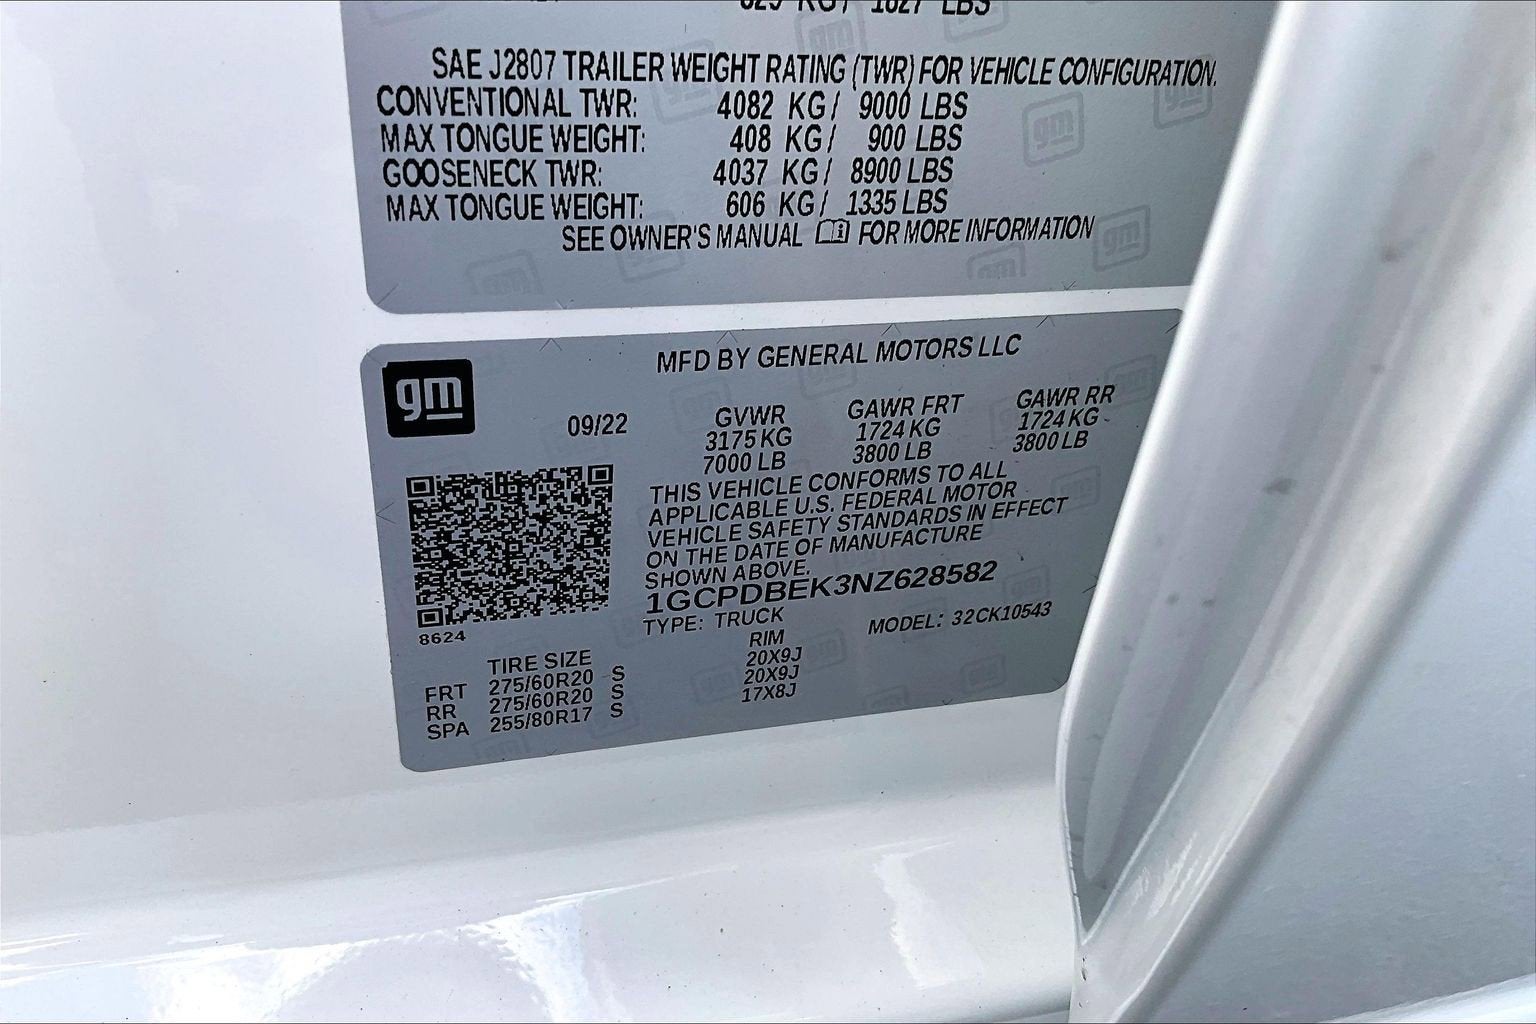 829 KG/ 1827 LBS
SAE J2807 TRAILER WEIGHT RATING (TWR) FOR VEHICLE CONFIGURATION.
CONVENTIONAL TWR: 4082 KG/ 9000 LBS
MAX TONGUE WEIGHT: 408 KG/ 900 LBS
GOOSENECK TWR: 4037 KG/ 8900 LBS
MAX TONGUE WEIGHT: 606 KG/ 1335 LBS
SEE OWNER'S MANUAL FOR MORE INFORMATION
gm
MFD BY GENERAL MOTORS LLC
09/22 GVWR GAWR FRT GAWR RR
3175 KG 1724 KG 1724 KG
7000 LB 3800 LB 3800 LB
THIS VEHICLE CONFORMS TO ALL
APPLICABLE U.S. FEDERAL MOTOR
VEHICLE SAFETY STANDARDS IN EFFECT
ON THE DATE OF MANUFACTURE
SHOWN ABOVE.
1GCPDBEK3NZ628582
TYPE: TRUCK MODEL: 32CK10543
8624
TIRE SIZE RIM
FRT 275/60R20 S 20X9J
RR 275/60R20 S 20X9J
SPA 255/80R17 S 17X8J